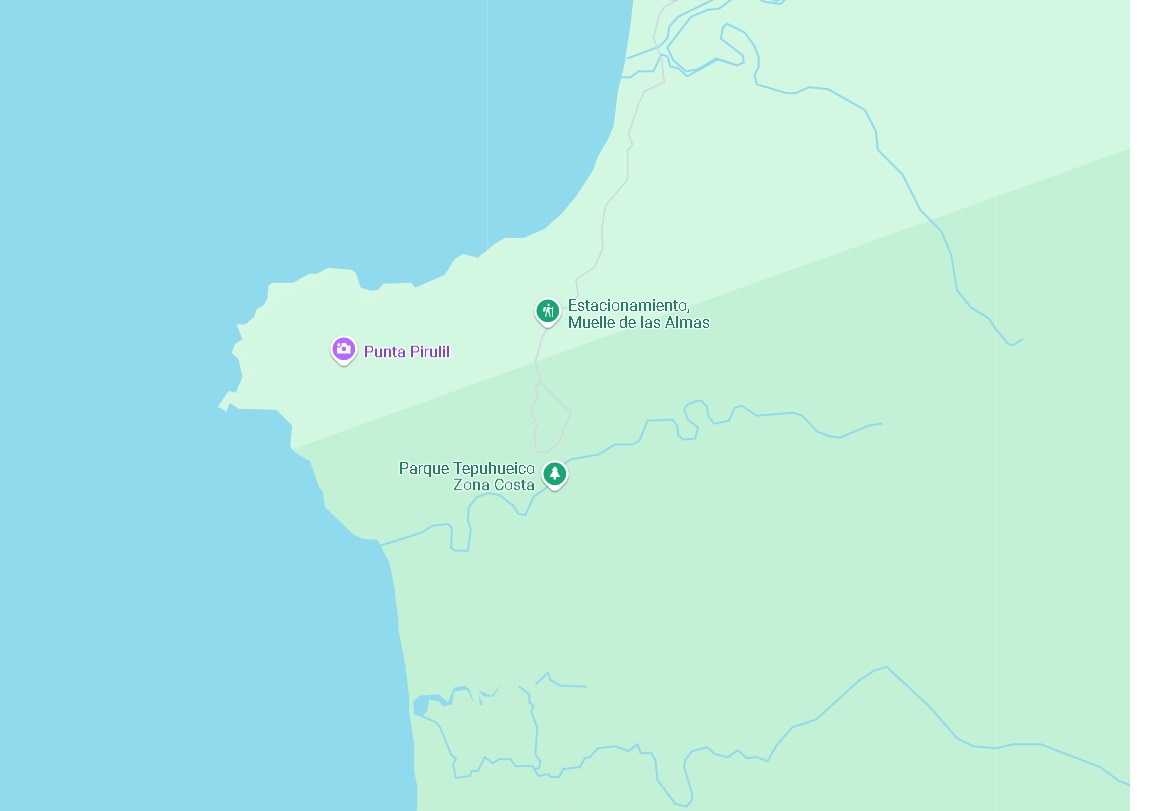 Estacionamiento,
Muelle de las Almas
Punta Pirulil
Parque Tepuhueico
Zona Costa